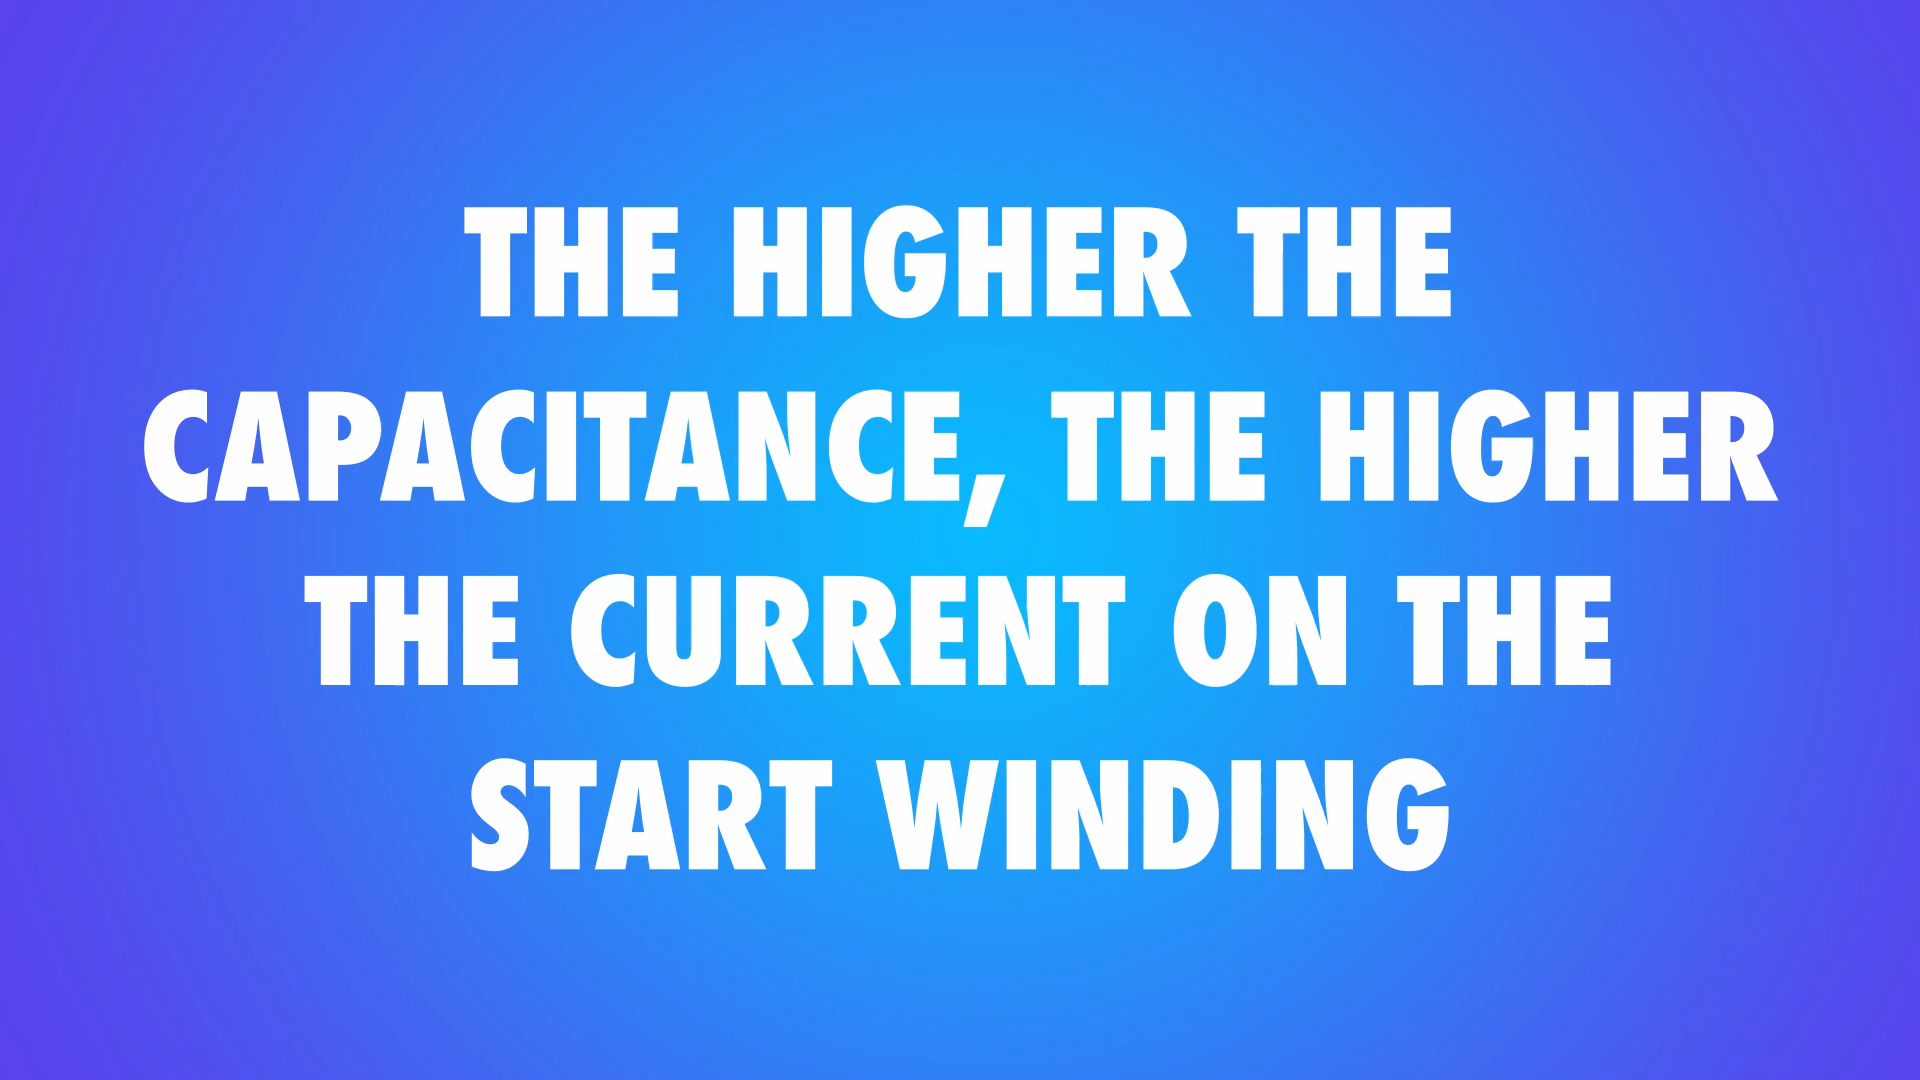 THE HIGHER THE
CAPACITANCE, THE HIGHER
THE CURRENT ON THE
START WINDING